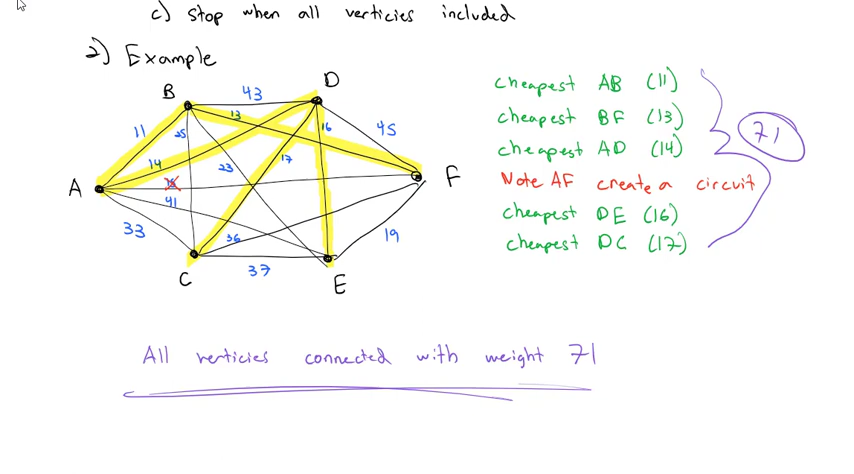 c) stop when all verticies included
2) Example
B
43
D
11
25
13
16
45
14
23
17
A
F
41
33
36
19
37
C
E
cheapest AB (11)
cheapest BF (13)
cheapest AD (14)
Note AF create a circuit
cheapest DE (16)
cheapest DC (17)
71
All verticies connected with weight 71